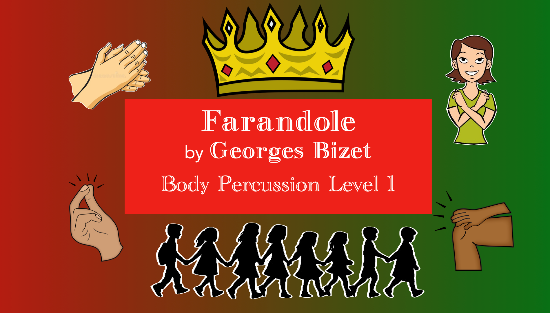 Farandole
by Georges Bizet
Body Percussion Level 1